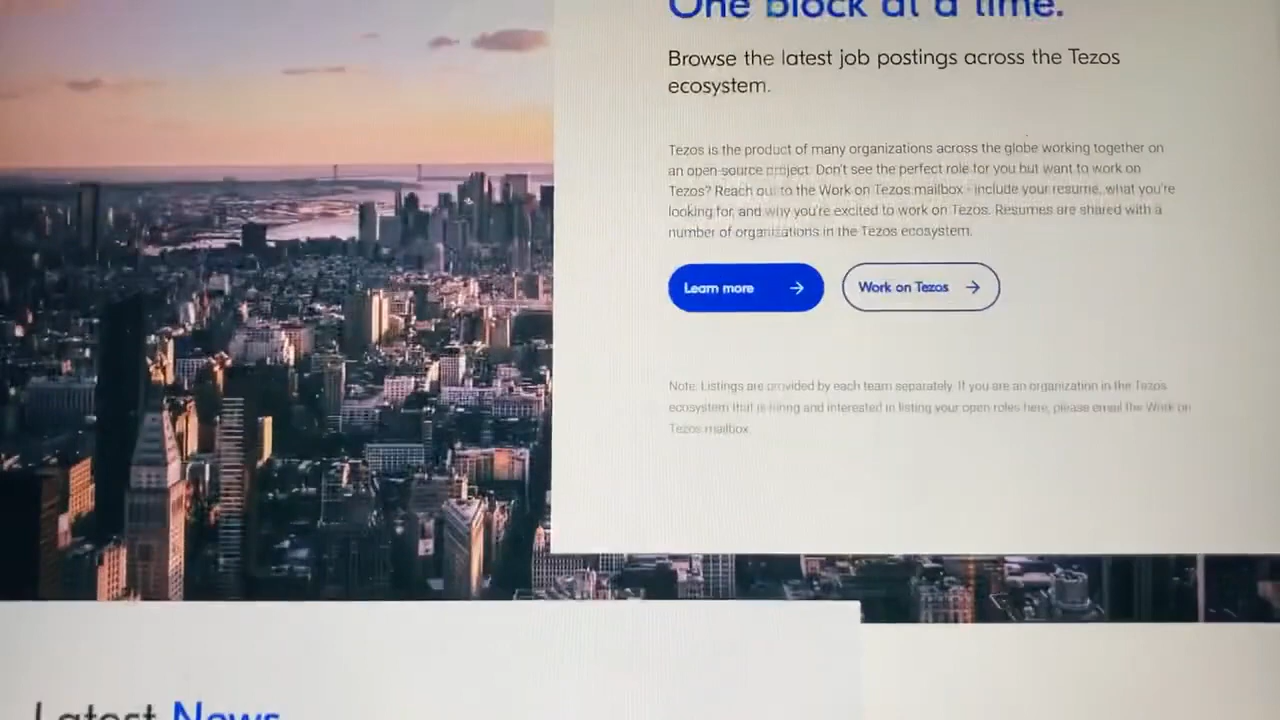 One block at a time.
Browse the latest job postings across the Tezos
ecosystem.
Tezos is the product of many organizations across the globe working together on
an open-source project. Don't see the perfect role for you but want to work on
Tezos? Reach out to the Work on Tezos mailbox - include your resume, what you're
looking for, and why you're excited to work on Tezos. Resumes are shared with a
number of organizations in the Tezos ecosystem.
Learn more
Work on Tezos
Note: Listings are provided by each team separately. If you are an organization in the Tezos
ecosystem that is hiring and interested in listing your open roles here, please email the Work on
Tezos mailbox.
Latest News